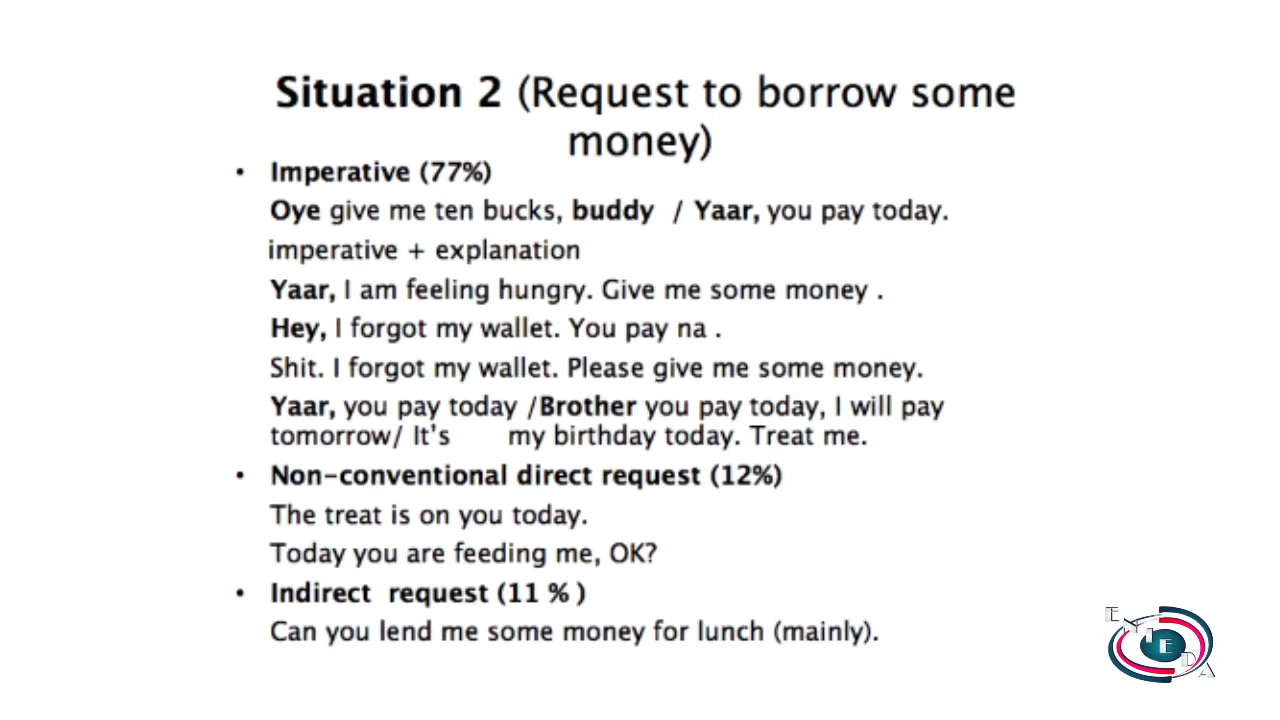 Situation 2 (Request to borrow some
money)
• Imperative (77%)
Oye give me ten bucks, buddy / Yaar, you pay today.
imperative + explanation
Yaar, I am feeling hungry. Give me some money .
Hey, I forgot my wallet. You pay na .
Shit. I forgot my wallet. Please give me some money.
Yaar, you pay today /Brother you pay today, I will pay
tomorrow/ It's my birthday today. Treat me.
• Non-conventional direct request (12%)
The treat is on you today.
Today you are feeding me, OK?
• Indirect request (11 % )
Can you lend me some money for lunch (mainly).